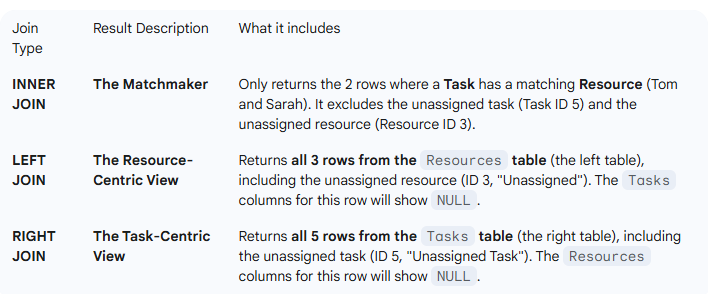 Join Type Result Description What it includes
INNER JOIN The Matchmaker Only returns the 2 rows where a Task has a matching Resource (Tom
and Sarah). It excludes the unassigned task (Task ID 5) and the
unassigned resource (Resource ID 3).
LEFT JOIN The Resource-Centric View Returns all 3 rows from the Resources table (the left table),
including the unassigned resource (ID 3, "Unassigned"). The Tasks
columns for this row will show NULL.
RIGHT JOIN The Task-Centric View Returns all 5 rows from the Tasks table (the right table), including
the unassigned task (ID 5, "Unassigned Task"). The Resources
columns for this row will show NULL.